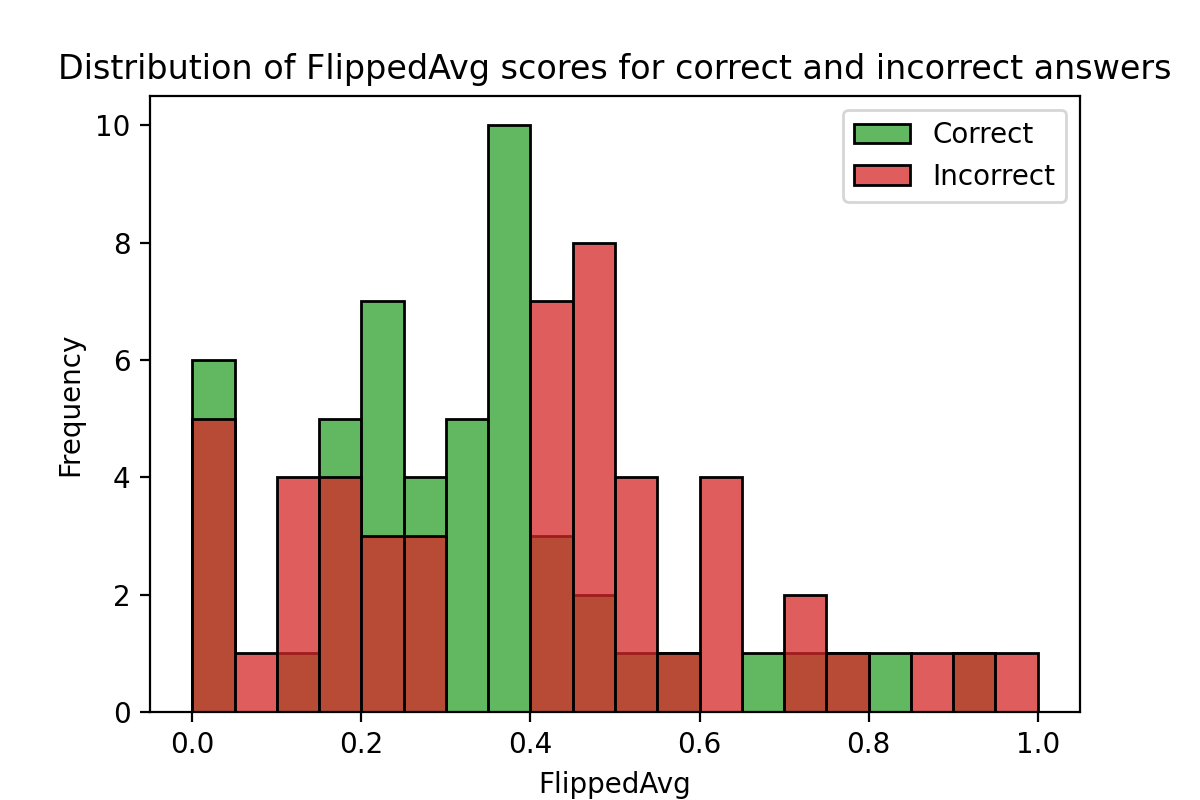 Distribution of FlippedAvg scores for correct and incorrect answers
10
8
6
4
2
0
Frequency
Correct
Incorrect
0.0 0.2 0.4 0.6 0.8 1.0
FlippedAvg